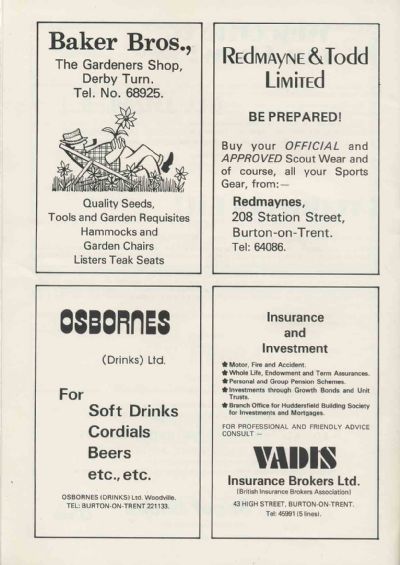 Baker Bros.,
The Gardeners Shop,
Derby Turn.
Tel. No. 68925.
Quality Seeds,
Tools and Garden Requisites
Hammocks and
Garden Chairs
Listers Teak Seats
REDMAYNE & TODD
LIMITED
BE PREPARED!
Buy your OFFICIAL and
APPROVED Scout Wear and
of course, all your Sports
Gear, from:—
Redmaynes,
208 Station Street,
Burton-on-Trent.
Tel: 64086.
OSBORNES
(Drinks) Ltd.
For
Soft Drinks
Cordials
Beers
etc., etc.
OSBORNES (DRINKS) LTD. Woodville.
TEL: BURTON-ON-TRENT 221133.
Insurance
and
Investment
Motor, Fire and Accident.
Whole Life, Endowment and Term Assurances.
Personal and Group Pension Schemes.
Investments through Growth Bonds and Unit
Trusts.
Branch Office for Huddersfield Building Society
for Investments and Mortgages.
FOR PROFESSIONAL AND FRIENDLY ADVICE
CONSULT —
VADIS
Insurance Brokers Ltd.
(British Insurance Brokers Association)
43 HIGH STREET, BURTON-ON-TRENT.
Tel: 45991 (5 lines).